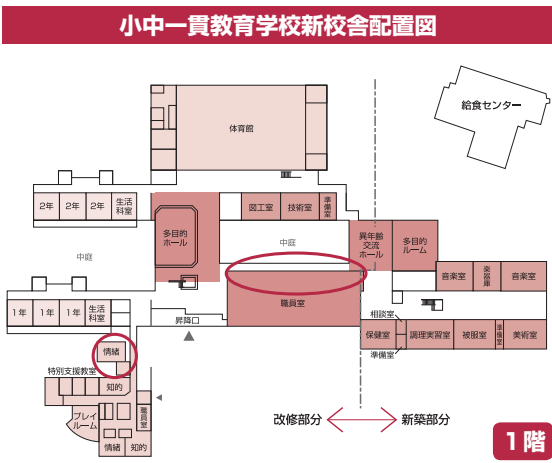 小中一貫教育学校新校舎配置図
給食センター
体育館
2年
2年
2年
生活
科室
多目的
ホール
図工室
技術室
準備室
異年齢
交流
ホール
多目的
ルーム
中庭
中庭
音楽室
楽器庫
音楽室
職員室
1年
1年
1年
生活
科室
昇降口
相談室
保健室
調理実習室
被服室
準備室
美術室
準備室
情緒
特別支援教室
知的
プレイ
ルーム
職員室
情緒
知的
改修部分
新築部分
1階